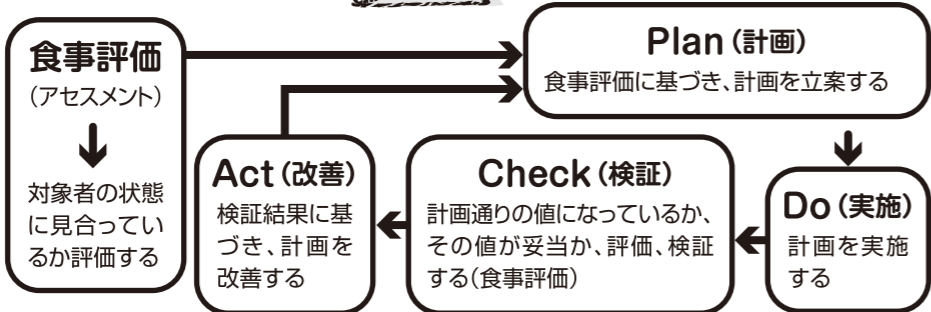 食事評価
(アセスメント)
対象者の状態
に見合ってい
るか評価する
Plan(計画)
食事評価に基づき、計画を立案する
Do(実施)
計画を実施
する
Check(検証)
計画通りの値になっているか、
その値が妥当か、評価、検証
する(食事評価)
Act(改善)
検証結果に基
づき、計画を
改善する